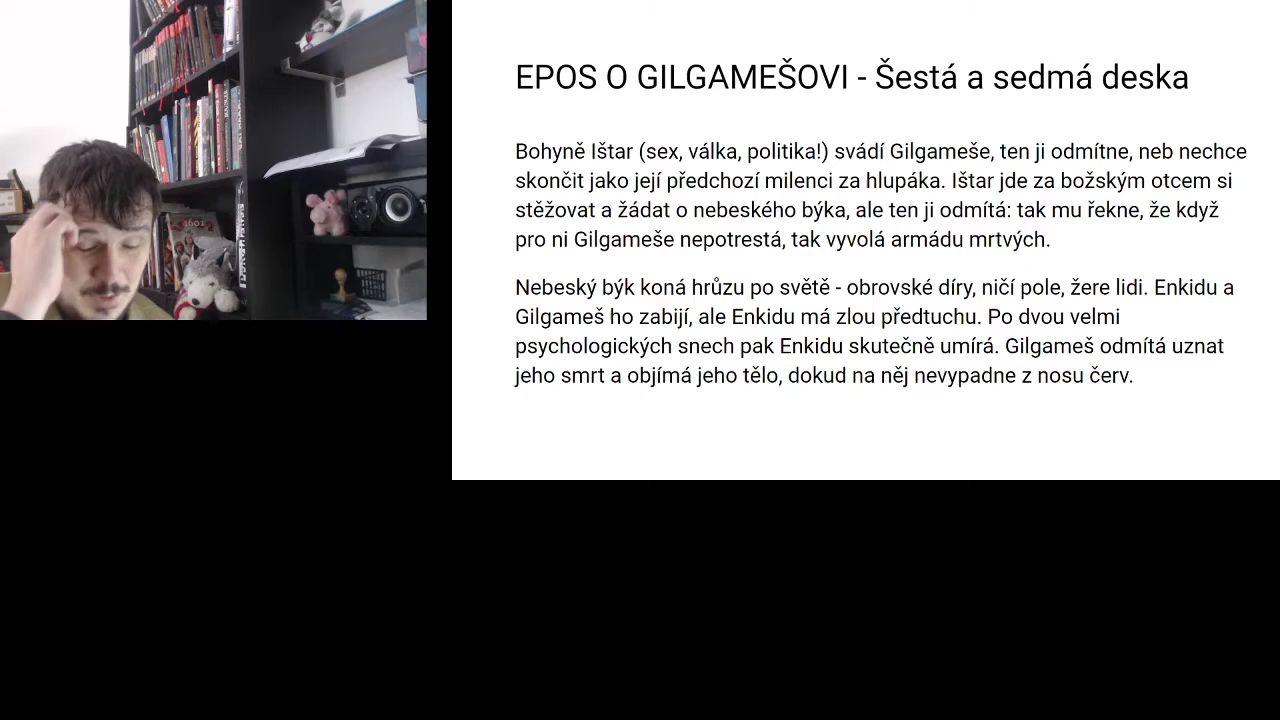 EPOS O GILGAMEŠOVI - Šestá a sedmá deska
Bohyně Ištar (sex, válka, politika!) svádí Gilgameše, ten ji odmítne, neb nechce
skončit jako její předchozí milenci za hlupáka. Ištar jde za božským otcem si
stěžovat a žádat o nebeského býka, ale ten ji odmítá: tak mu řekne, že když
pro ni Gilgameše nepotrestá, tak vyvolá armádu mrtvých.
Nebeský býk koná hrůzu po světě - obrovské díry, ničí pole, žere lidi. Enkidu a
Gilgameš ho zabijí, ale Enkidu má zlou předtuchu. Po dvou velmi
psychologických snech pak Enkidu skutečně umírá. Gilgameš odmítá uznat
jeho smrt a objímá jeho tělo, dokud na něj nevypadne z nosu červ.
1602